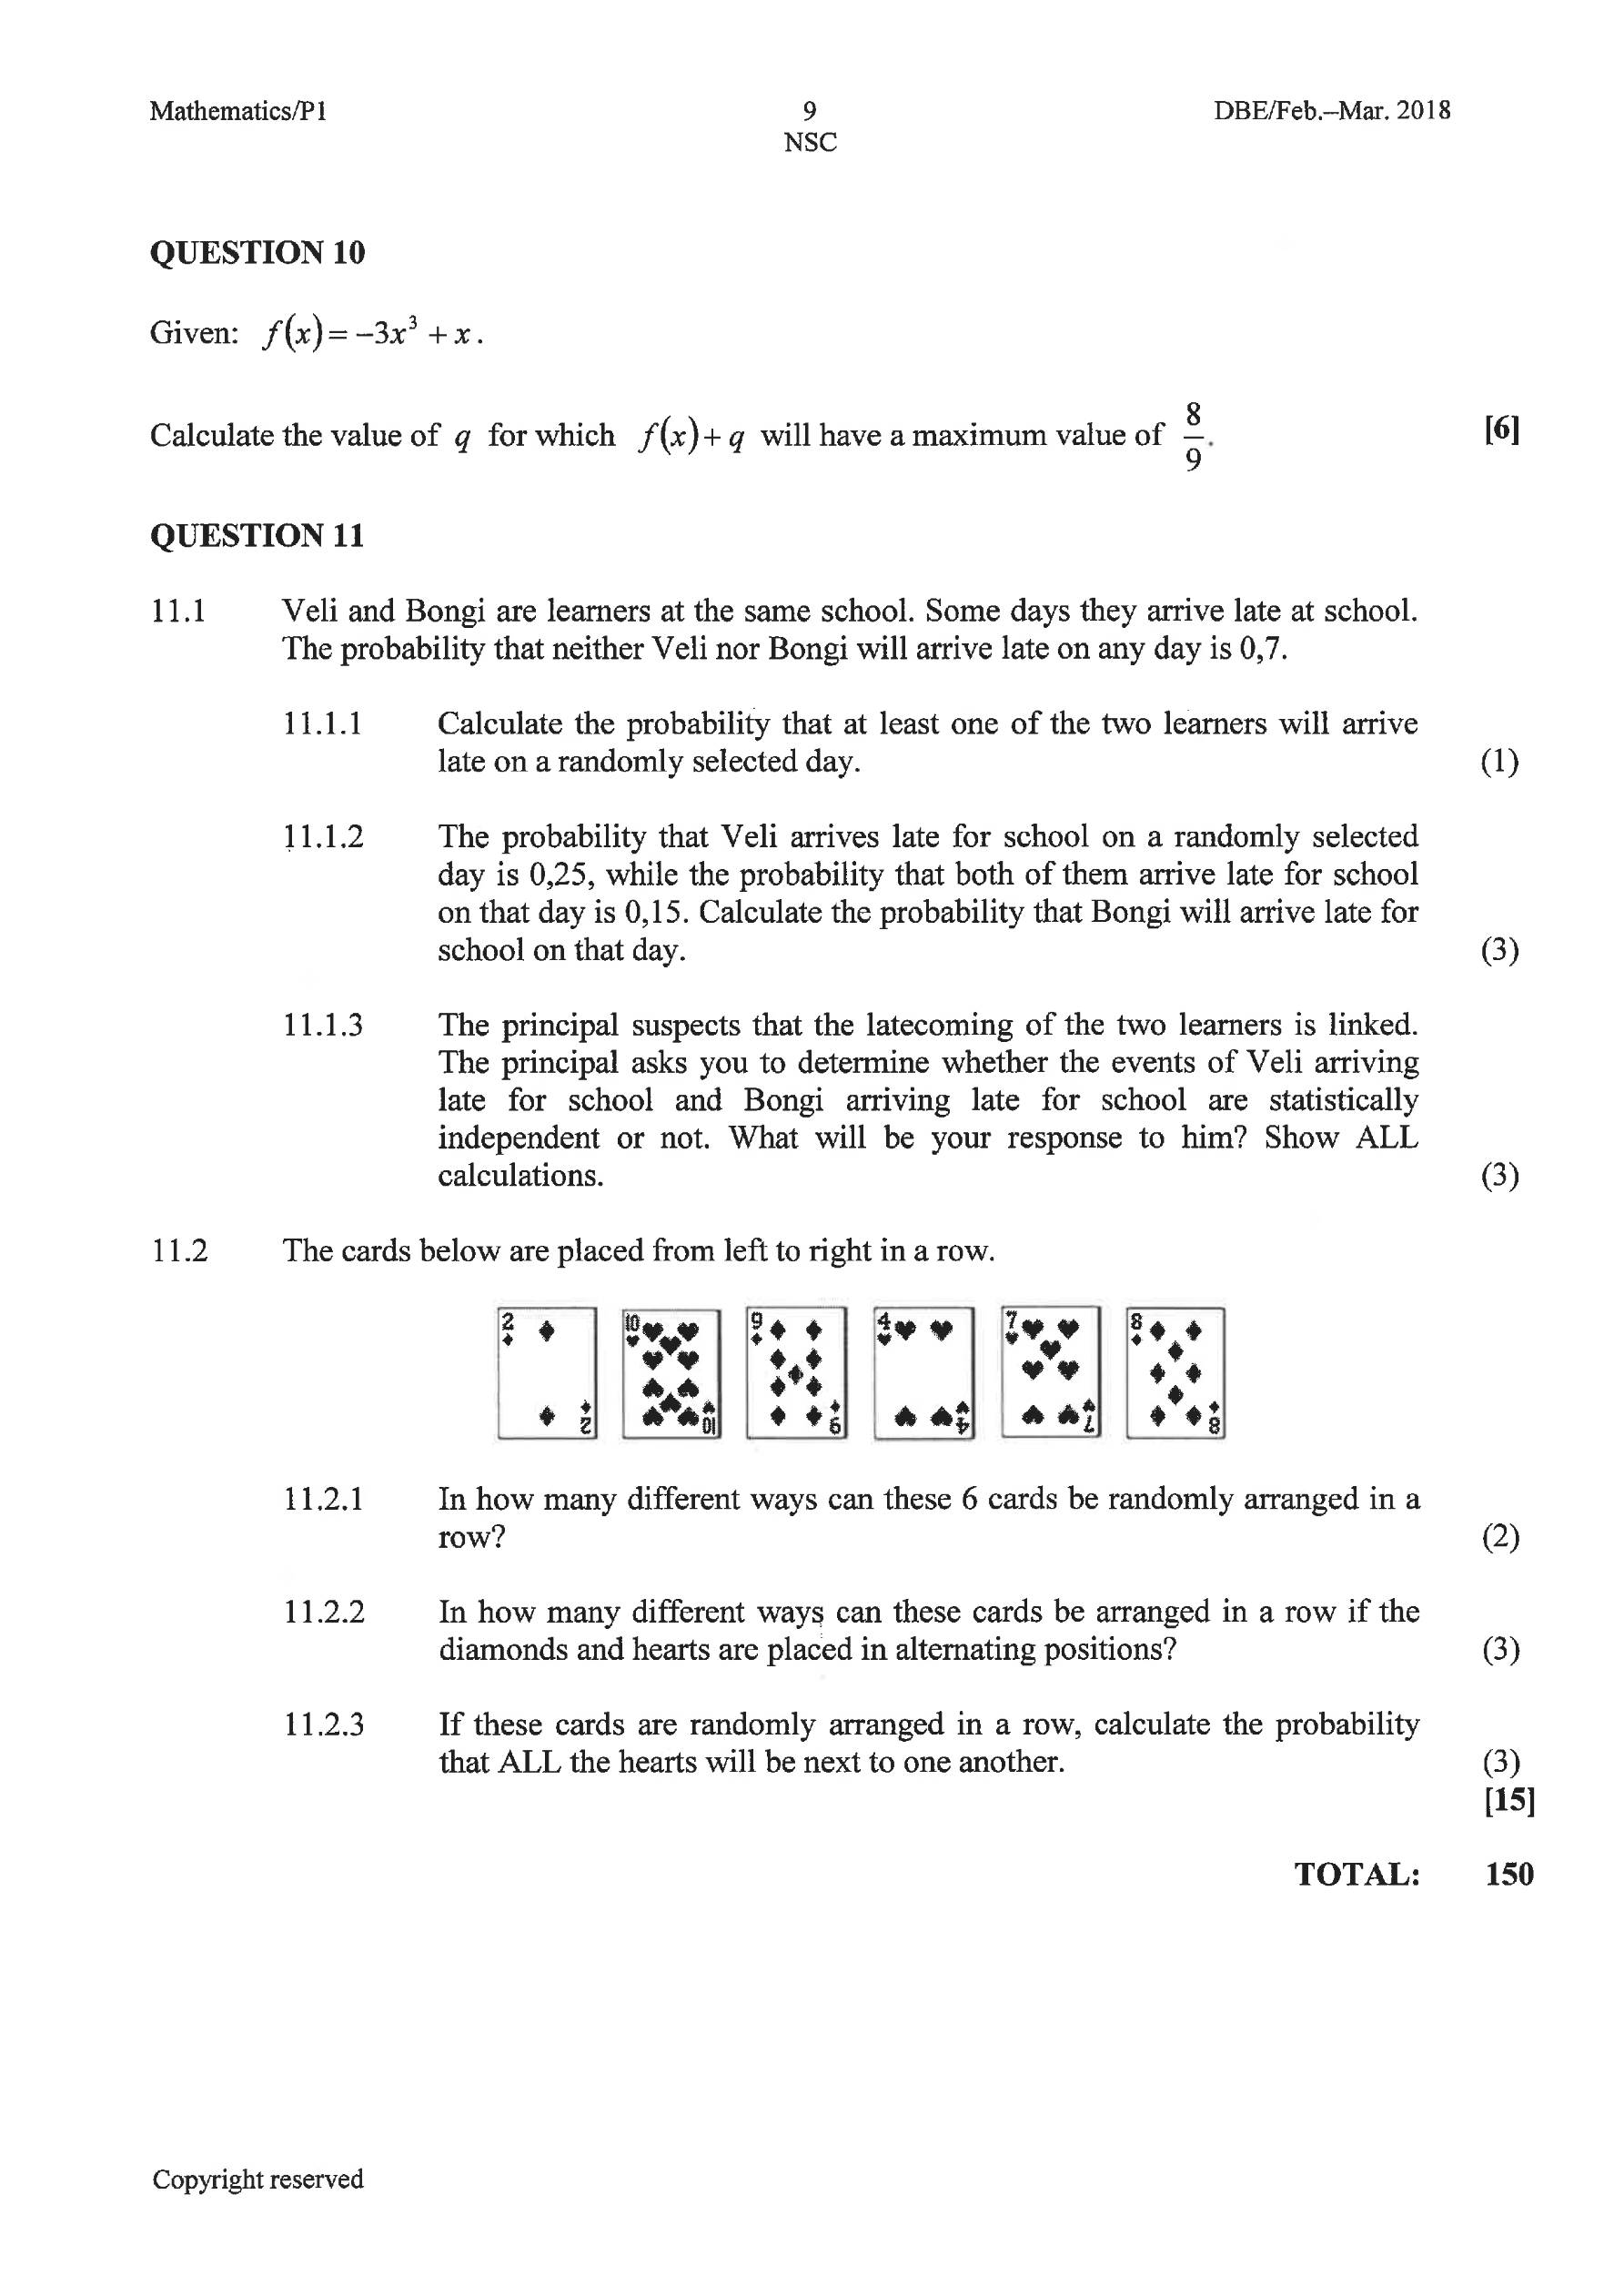 Mathematics/P1 9 DBE/Feb.–Mar. 2018
NSC
QUESTION 10
Given: f(x) = –3x³ + x.
Calculate the value of q for which f(x) + q will have a maximum value of 8/9. [6]
QUESTION 11
11.1 Veli and Bongi are learners at the same school. Some days they arrive late at school.
The probability that neither Veli nor Bongi will arrive late on any day is 0,7.
11.1.1 Calculate the probability that at least one of the two learners will arrive
late on a randomly selected day. (1)
11.1.2 The probability that Veli arrives late for school on a randomly selected
day is 0,25, while the probability that both of them arrive late for school
on that day is 0,15. Calculate the probability that Bongi will arrive late for
school on that day. (3)
11.1.3 The principal suspects that the latecoming of the two learners is linked.
The principal asks you to determine whether the events of Veli arriving
late for school and Bongi arriving late for school are statistically
independent or not. What will be your response to him? Show ALL
calculations. (3)
11.2 The cards below are placed from left to right in a row.
2 10 9 4 7 8
2 10 9 4 7 8
11.2.1 In how many different ways can these 6 cards be randomly arranged in a
row? (2)
11.2.2 In how many different ways can these cards be arranged in a row if the
diamonds and hearts are placed in alternating positions? (3)
11.2.3 If these cards are randomly arranged in a row, calculate the probability
that ALL the hearts will be next to one another. (3)
[15]
TOTAL: 150
Copyright reserved